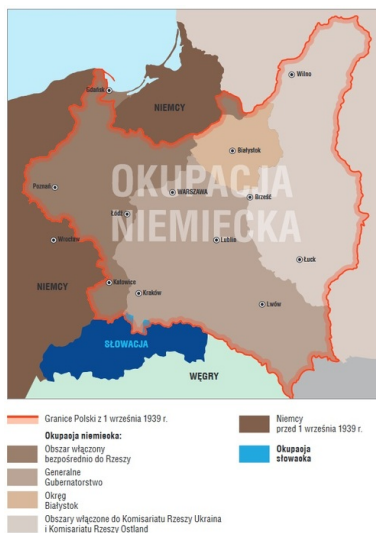 Wilno
Gdańsk
NIEMCY
Białystok
OKUPACJA
NIEMIECKA
Poznań
WARSZAWA
Brześć
Łódź
Wrocław
Lublin
Łuck
NIEMCY
Katowice
Kraków
Lwów
SŁOWACJA
WĘGRY
Granice Polski z 1 września 1939 r.
Okupacja niemiecka:
Obszar włączony
bezpośrednio do Rzeszy
Generalne
Gubernatorstwo
Okręg
Białystok
Obszary włączone do Komisariatu Rzeszy Ukraina
i Komisariatu Rzeszy Ostland
Niemcy
przed 1 września 1939 r.
Okupacja
słowacka